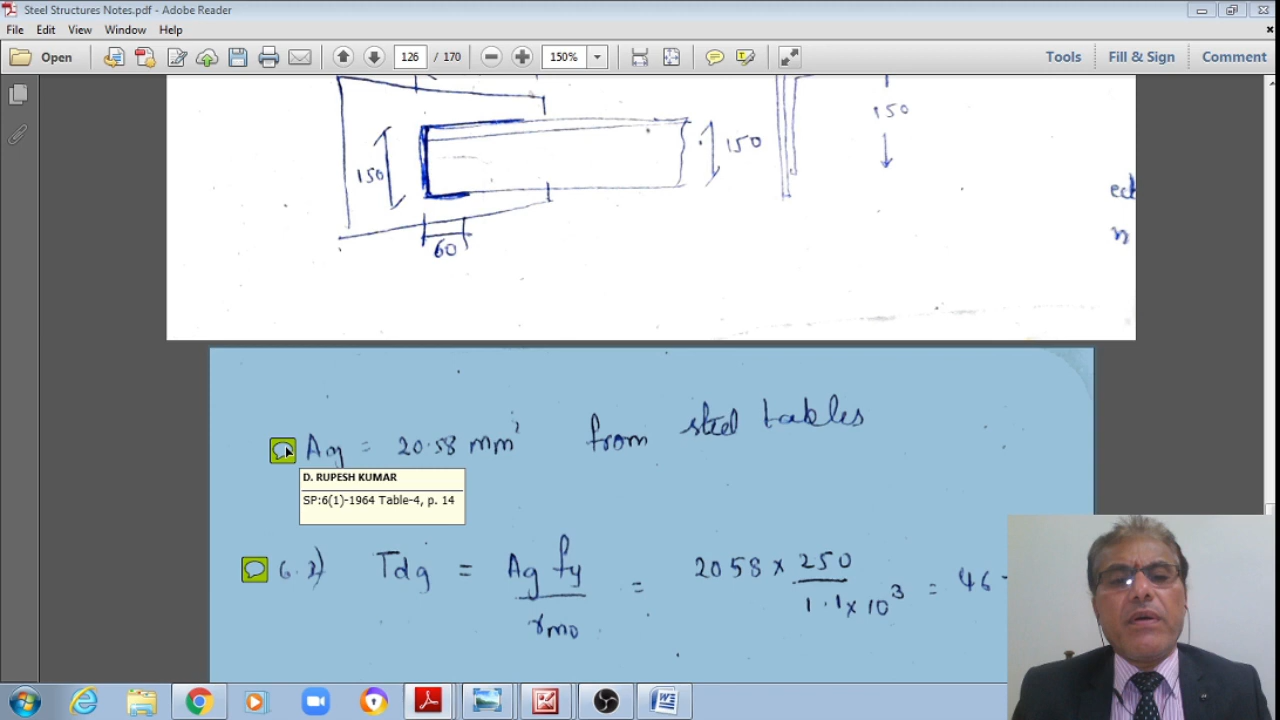 Steel Structures Notes.pdf - Adobe Reader
File Edit View Window Help
Open 126 / 170 150% Tools Fill & Sign Comment
150
150
150
60
n
Ag = 20.58 mm² from steel tables
D. RUPESH KUMAR
SP:6(1)-1964 Table-4, p. 14
6.2) Tdg = Ag fy / γmo = 2058 × 250 / 1.1 × 10³ = 46